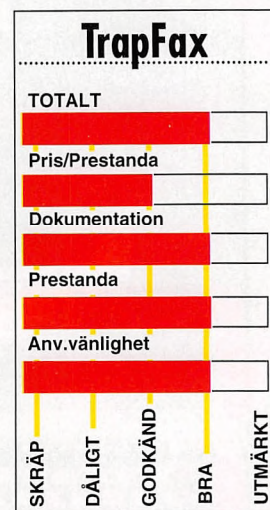 TrapFax
TOTALT
Pris/Prestanda
Dokumentation
Prestanda
Anv.vänlighet
SKRÄP
DÅLIGT
GODKÄND
BRA
UTMÄRKT